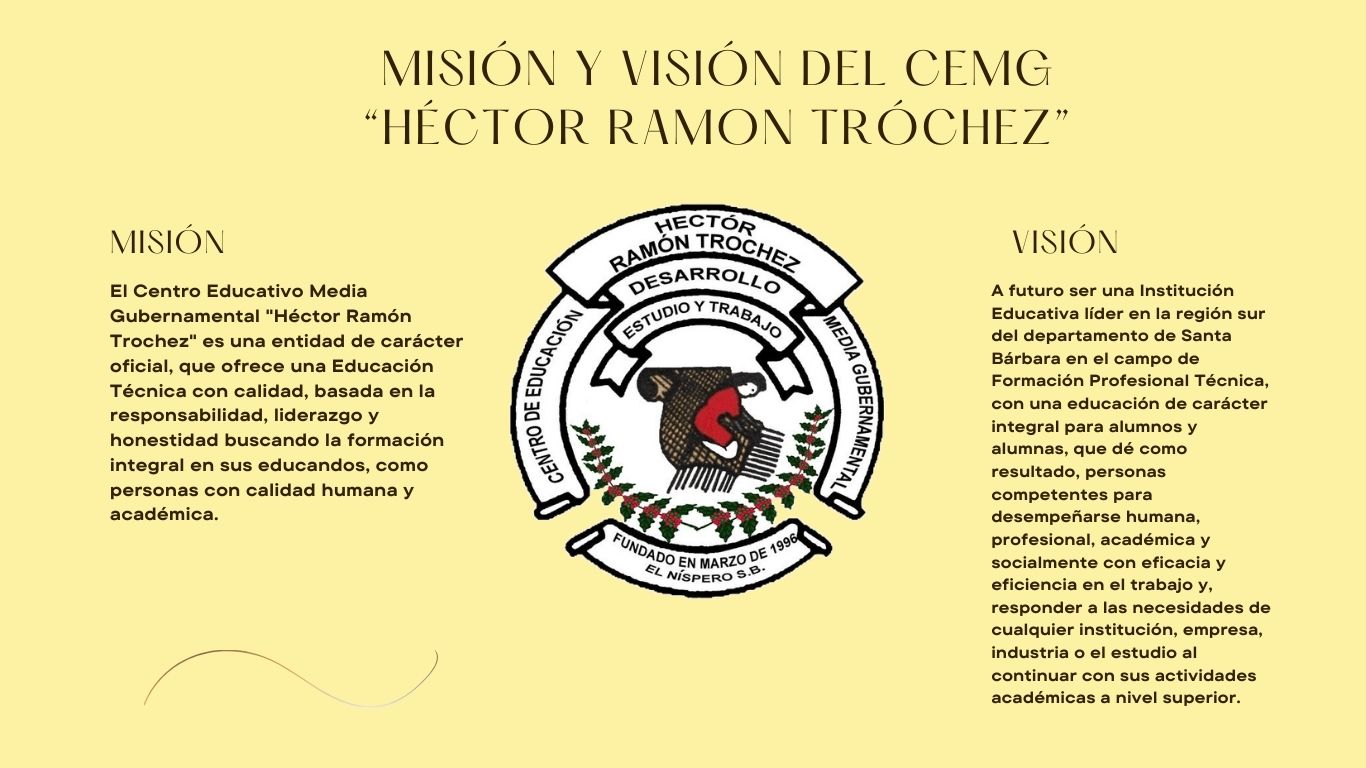 MISIÓN Y VISIÓN DEL CEMG
“HÉCTOR RAMON TRÓCHEZ”
MISIÓN
El Centro Educativo Media
Gubernamental "Héctor Ramón
Trochez" es una entidad de carácter
oficial, que ofrece una Educación
Técnica con calidad, basada en la
responsabilidad, liderazgo y
honestidad buscando la formación
integral en sus educandos, como
personas con calidad humana y
académica.
HECTÓR
RAMÓN TROCHEZ
DESARROLLO
ESTUDIO Y TRABAJO
CENTRO DE EDUCACIÓN
MEDIA GUBERNAMENTAL
FUNDADO EN MARZO DE 1996
EL NÍSPERO S.B.
VISIÓN
A futuro ser una Institución
Educativa líder en la región sur
del departamento de Santa
Bárbara en el campo de
Formación Profesional Técnica,
con una educación de carácter
integral para alumnos y
alumnas, que dé como
resultado, personas
competentes para
desempeñarse humana,
profesional, académica y
socialmente con eficacia y
eficiencia en el trabajo y,
responder a las necesidades de
cualquier institución, empresa,
industria o el estudio al
continuar con sus actividades
académicas a nivel superior.